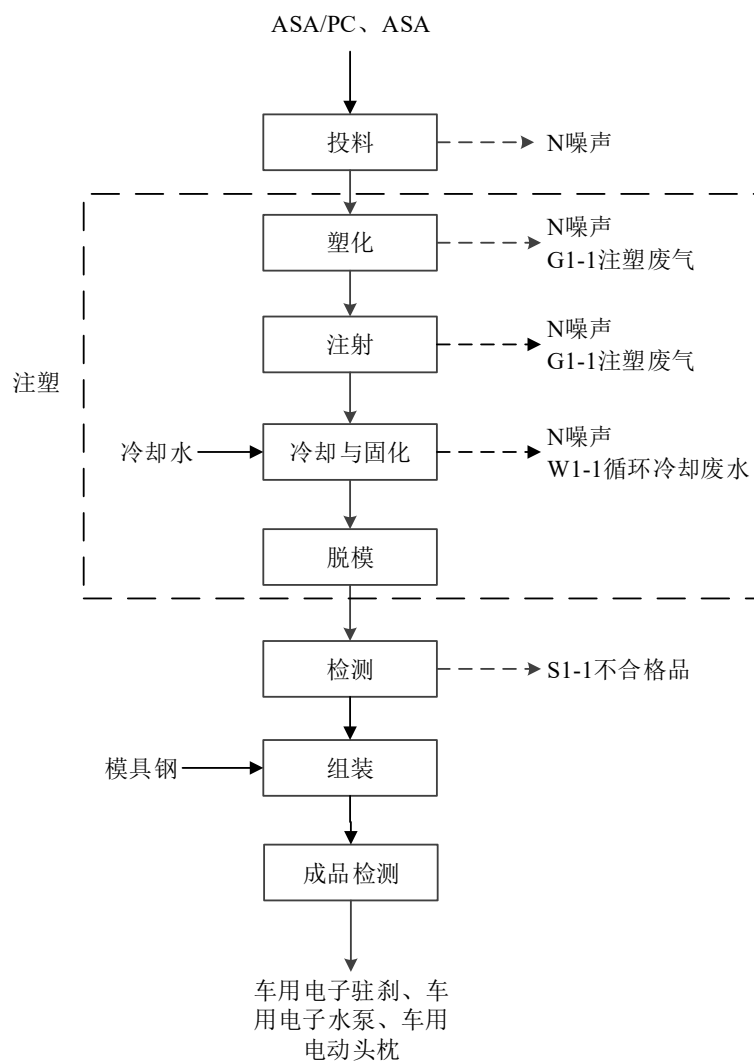 ASA/PC、ASA
投料
N噪声
塑化
N噪声
G1-1注塑废气
注射
N噪声
G1-1注塑废气
注塑
冷却水
冷却与固化
N噪声
W1-1循环冷却废水
脱模
检测
S1-1不合格品
模具钢
组装
成品检测
车用电子驻刹、车
用电子水泵、车用
电动头枕